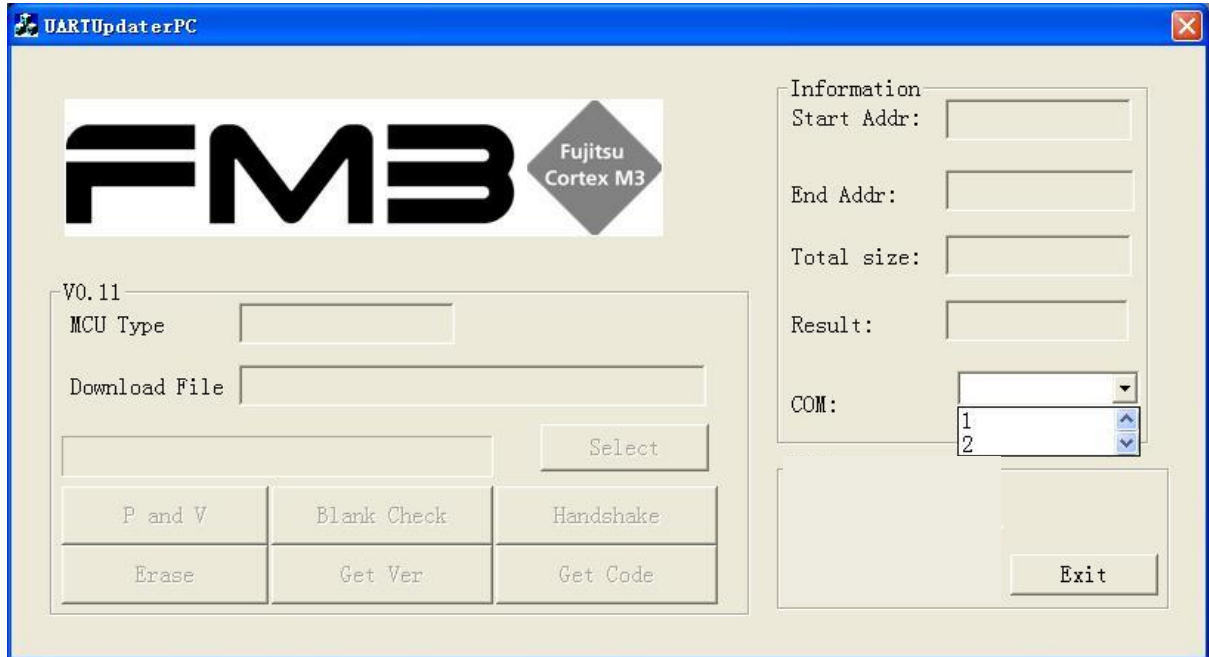 UARTUpdaterPC
FM3
Fujitsu
Cortex M3
Information
Start Addr:
End Addr:
Total size:
Result:
COM:
1
2
V0.11
MCU Type
Download File
Select
P and V
Blank Check
Handshake
Erase
Get Ver
Get Code
Exit